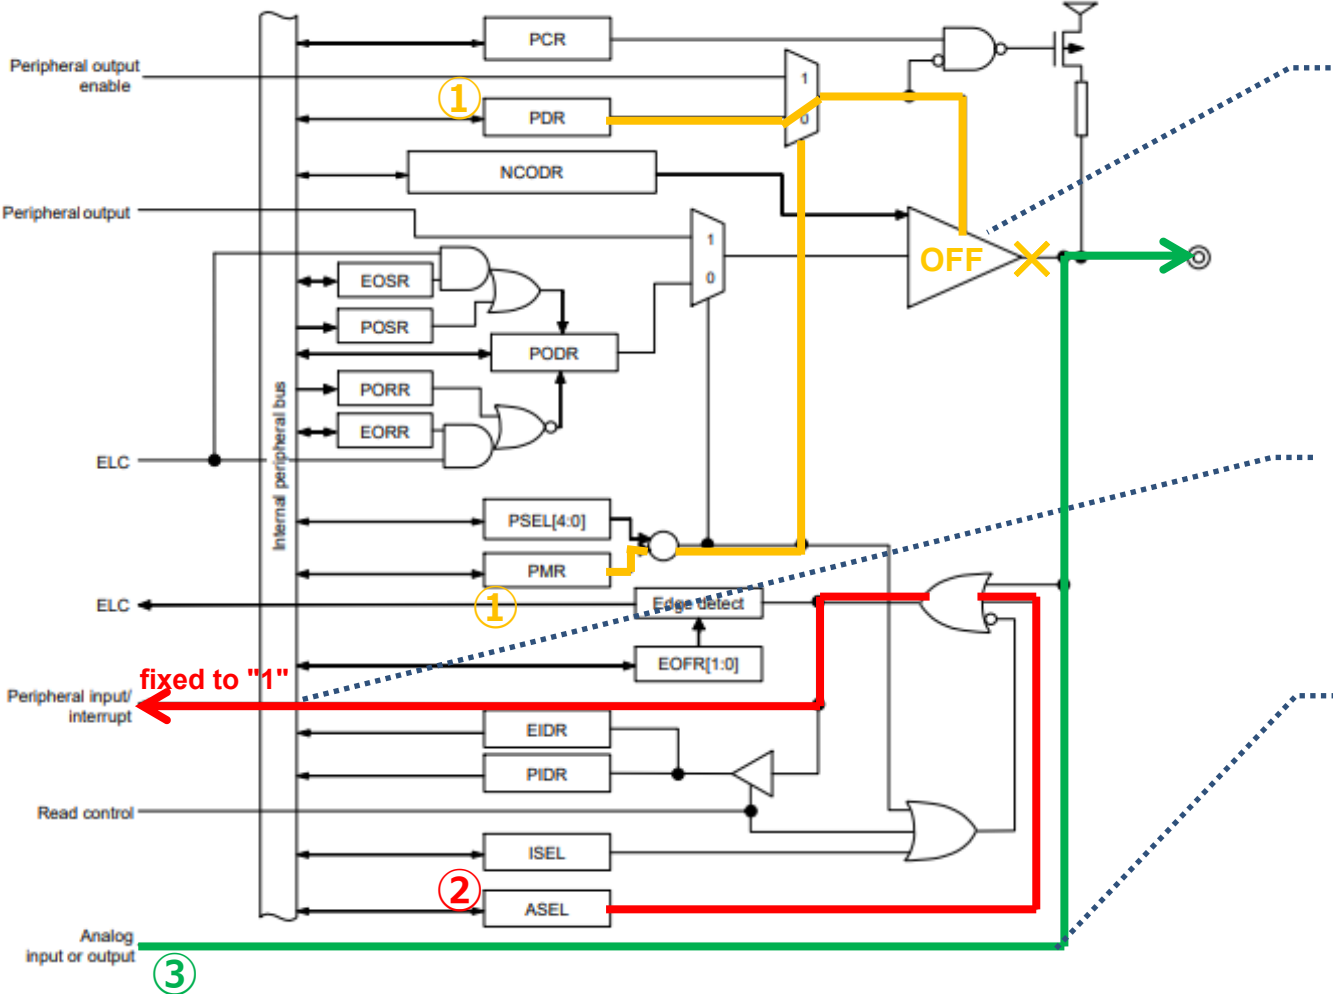 PCR
Peripheral output
enable
1
①
PDR
0
NCODR
Peripheral output
1
OFF
0
EOSR
POSR
PODR
PORR
EORR
Internal peripheral bus
ELC
PSEL[4:0]
PMR
ELC
①
Edge detect
EOFR[1:0]
fixed to "1"
Peripheral input/
interrupt
EIDR
PIDR
Read control
ISEL
②
ASEL
Analog
input or output
③